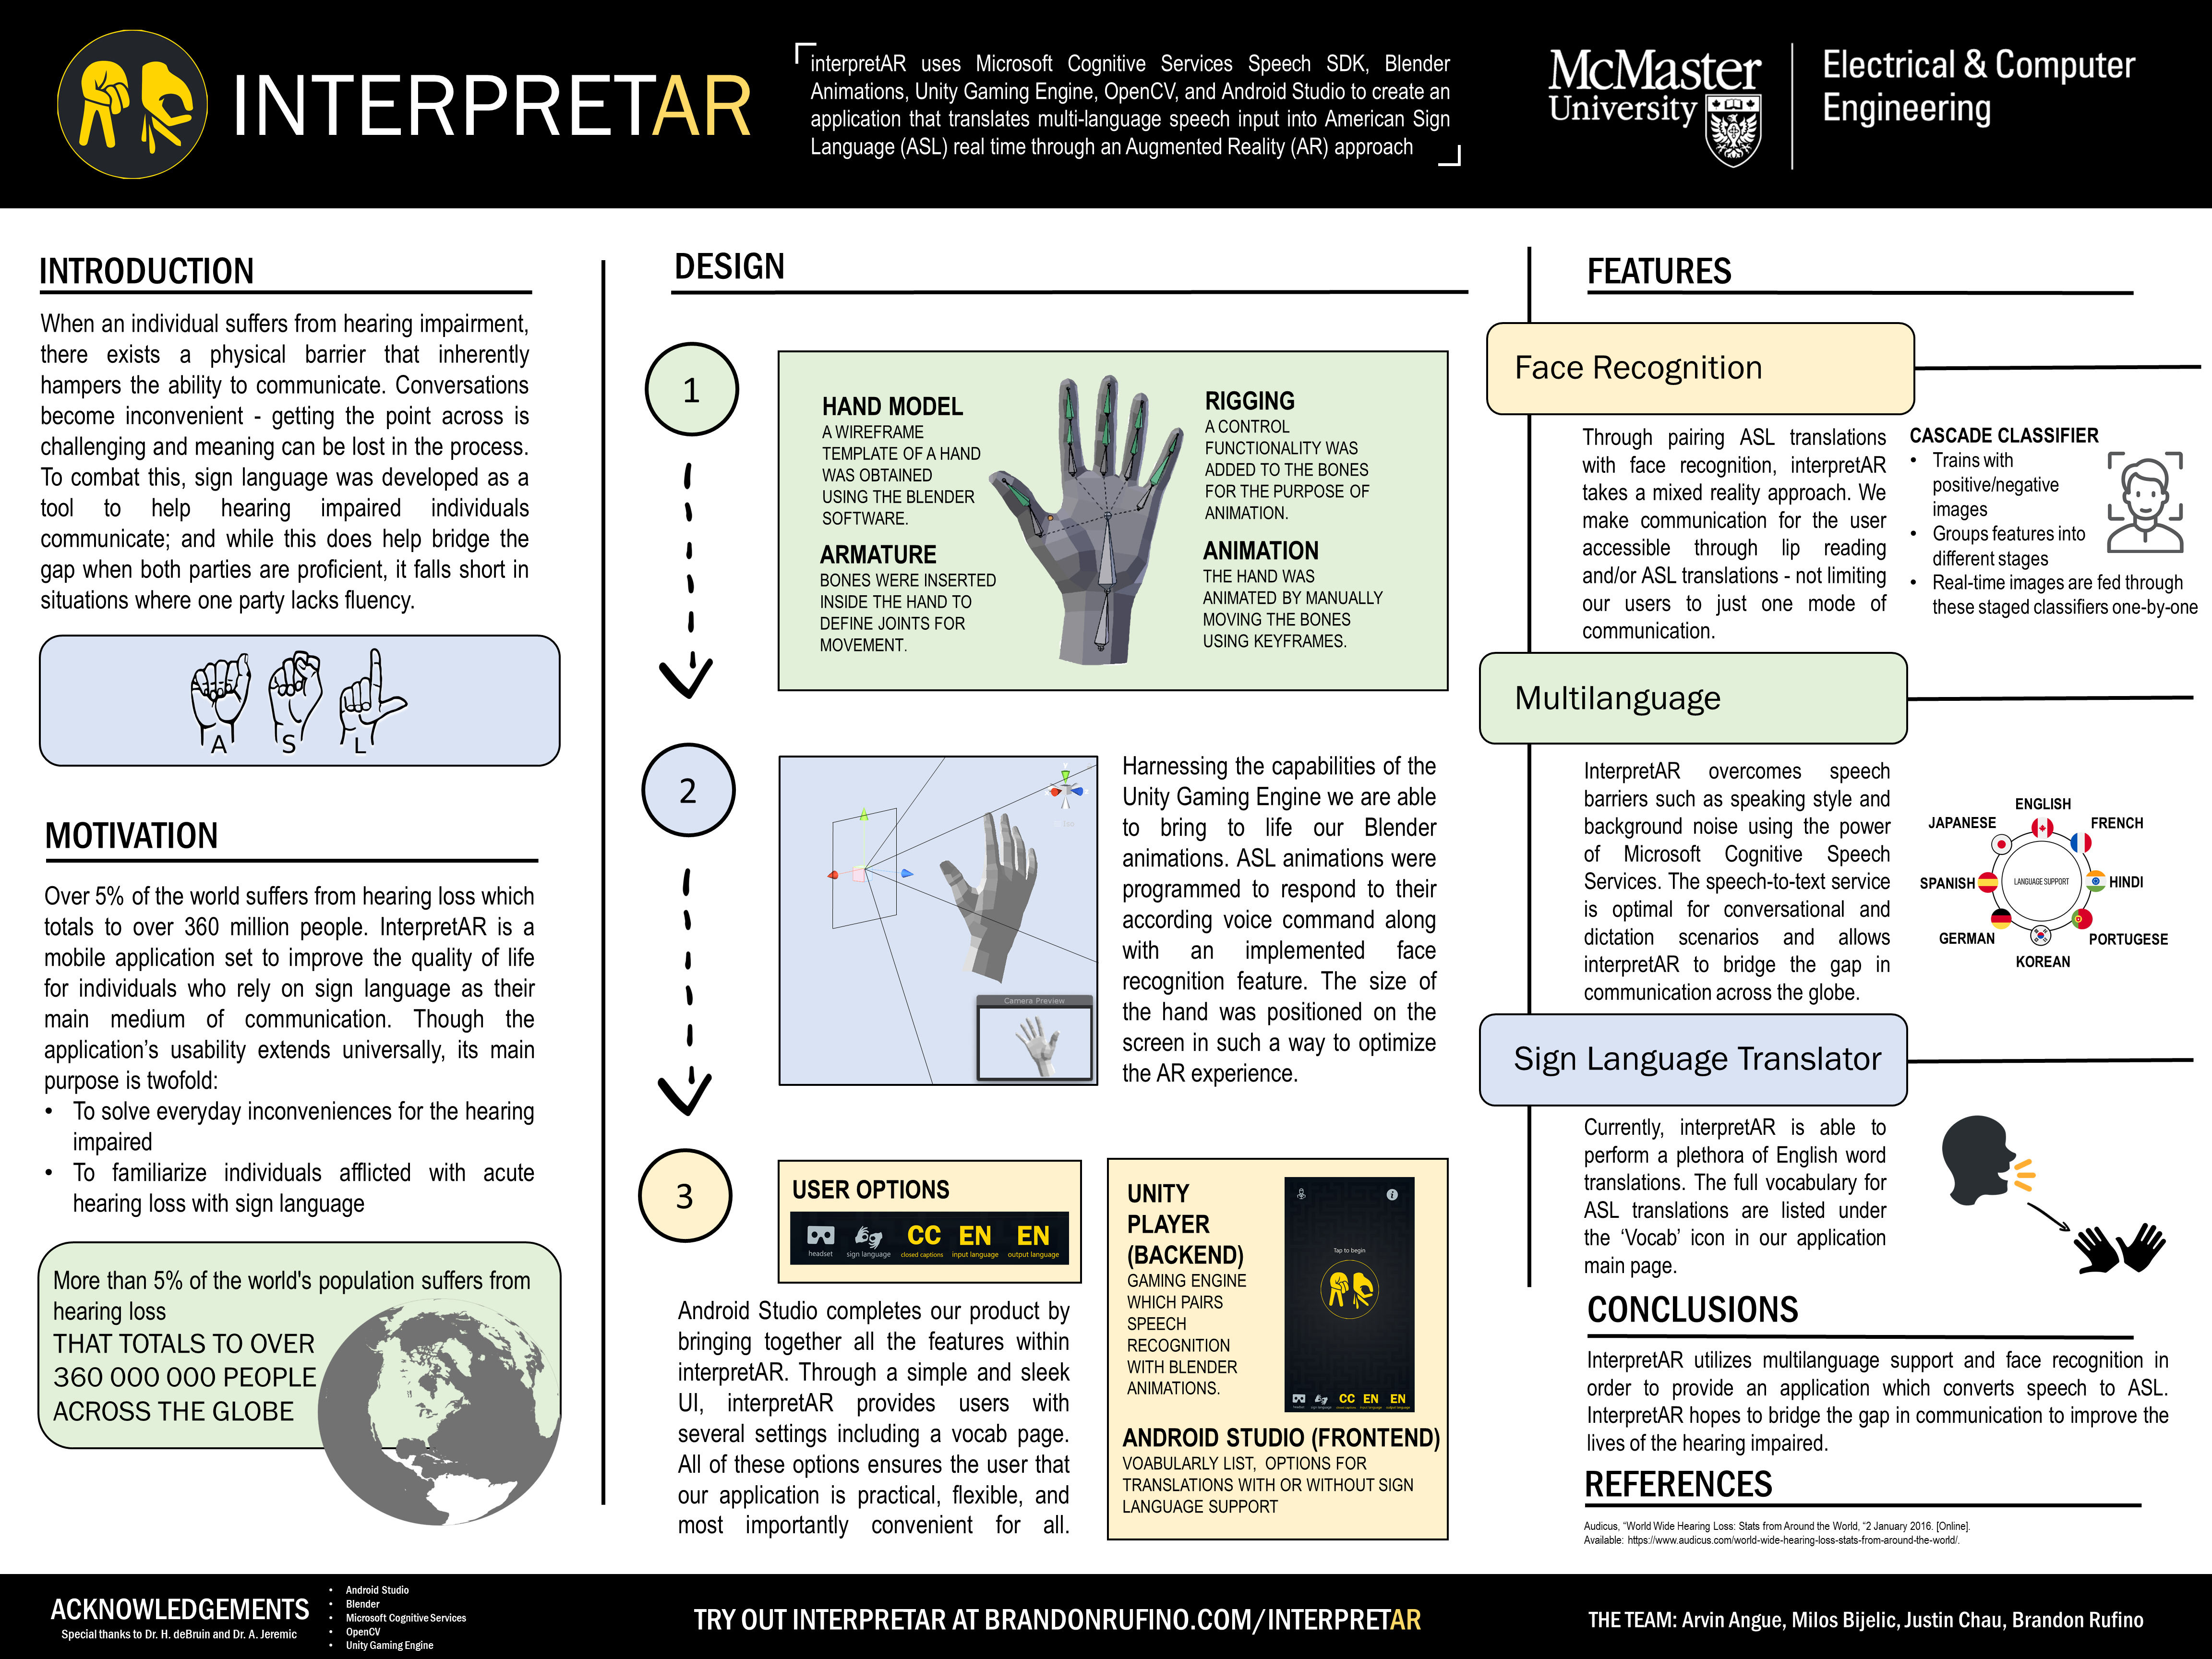 INTERPRETAR
interpretAR uses Microsoft Cognitive Services Speech SDK, Blender
Animations, Unity Gaming Engine, OpenCV, and Android Studio to create an
application that translates multi-language speech input into American Sign
Language (ASL) real time through an Augmented Reality (AR) approach
McMaster
University
Electrical & Computer
Engineering
INTRODUCTION
When an individual suffers from hearing impairment,
there exists a physical barrier that inherently
hampers the ability to communicate. Conversations
become inconvenient - getting the point across is
challenging and meaning can be lost in the process.
To combat this, sign language was developed as a
tool to help hearing impaired individuals
communicate; and while this does help bridge the
gap when both parties are proficient, it falls short in
situations where one party lacks fluency.
A S L
MOTIVATION
Over 5% of the world suffers from hearing loss which
totals to over 360 million people. InterpretAR is a
mobile application set to improve the quality of life
for individuals who rely on sign language as their
main medium of communication. Though the
application's usability extends universally, its main
purpose is twofold:
• To solve everyday inconveniences for the hearing
impaired
• To familiarize individuals afflicted with acute
hearing loss with sign language
More than 5% of the world's population suffers from
hearing loss
THAT TOTALS TO OVER
360 000 000 PEOPLE
ACROSS THE GLOBE
DESIGN
1
HAND MODEL
A WIREFRAME
TEMPLATE OF A HAND
WAS OBTAINED
USING THE BLENDER
SOFTWARE.
ARMATURE
BONES WERE INSERTED
INSIDE THE HAND TO
DEFINE JOINTS FOR
MOVEMENT.
RIGGING
A CONTROL
FUNCTIONALITY WAS
ADDED TO THE BONES
FOR THE PURPOSE OF
ANIMATION.
ANIMATION
THE HAND WAS
ANIMATED BY MANUALLY
MOVING THE BONES
USING KEYFRAMES.
2
Camera Preview
Harnessing the capabilities of the
Unity Gaming Engine we are able
to bring to life our Blender
animations. ASL animations were
programmed to respond to their
according voice command along
with an implemented face
recognition feature. The size of
the hand was positioned on the
screen in such a way to optimize
the AR experience.
3
USER OPTIONS
CC EN EN
headset sign language closed captions input language output language
Android Studio completes our product by
bringing together all the features within
interpretAR. Through a simple and sleek
UI, interpretAR provides users with
several settings including a vocab page.
All of these options ensures the user that
our application is practical, flexible, and
most importantly convenient for all.
UNITY
PLAYER
(BACKEND)
GAMING ENGINE
WHICH PAIRS
SPEECH
RECOGNITION
WITH BLENDER
ANIMATIONS.
i
Tap to begin
CC EN EN
headset sign language closed captions input language output language
ANDROID STUDIO (FRONTEND)
VOABULARLY LIST, OPTIONS FOR
TRANSLATIONS WITH OR WITHOUT SIGN
LANGUAGE SUPPORT
FEATURES
Face Recognition
Through pairing ASL translations
with face recognition, interpretAR
takes a mixed reality approach. We
make communication for the user
accessible through lip reading
and/or ASL translations - not limiting
our users to just one mode of
communication.
CASCADE CLASSIFIER
• Trains with
positive/negative
images
• Groups features into
different stages
• Real-time images are fed through
these staged classifiers one-by-one
Multilanguage
InterpretAR overcomes speech
barriers such as speaking style and
background noise using the power
of Microsoft Cognitive Speech
Services. The speech-to-text service
is optimal for conversational and
dictation scenarios and allows
interpretAR to bridge the gap in
communication across the globe.
ENGLISH
JAPANESE FRENCH
SPANISH LANGUAGE SUPPORT HINDI
GERMAN PORTUGESE
KOREAN
Sign Language Translator
Currently, interpretAR is able to
perform a plethora of English word
translations. The full vocabulary for
ASL translations are listed under
the ‘Vocab’ icon in our application
main page.
CONCLUSIONS
InterpretAR utilizes multilanguage support and face recognition in
order to provide an application which converts speech to ASL.
InterpretAR hopes to bridge the gap in communication to improve the
lives of the hearing impaired.
REFERENCES
Audicus, “World Wide Hearing Loss: Stats from Around the World, “2 January 2016. [Online].
Available: https://www.audicus.com/world-wide-hearing-loss-stats-from-around-the-world/.
ACKNOWLEDGEMENTS
Special thanks to Dr. H. deBruin and Dr. A. Jeremic
• Android Studio
• Blender
• Microsoft Cognitive Services
• OpenCV
• Unity Gaming Engine
TRY OUT INTERPRETAR AT BRANDONRUFINO.COM/INTERPRETAR
THE TEAM: Arvin Angue, Milos Bijelic, Justin Chau, Brandon Rufino